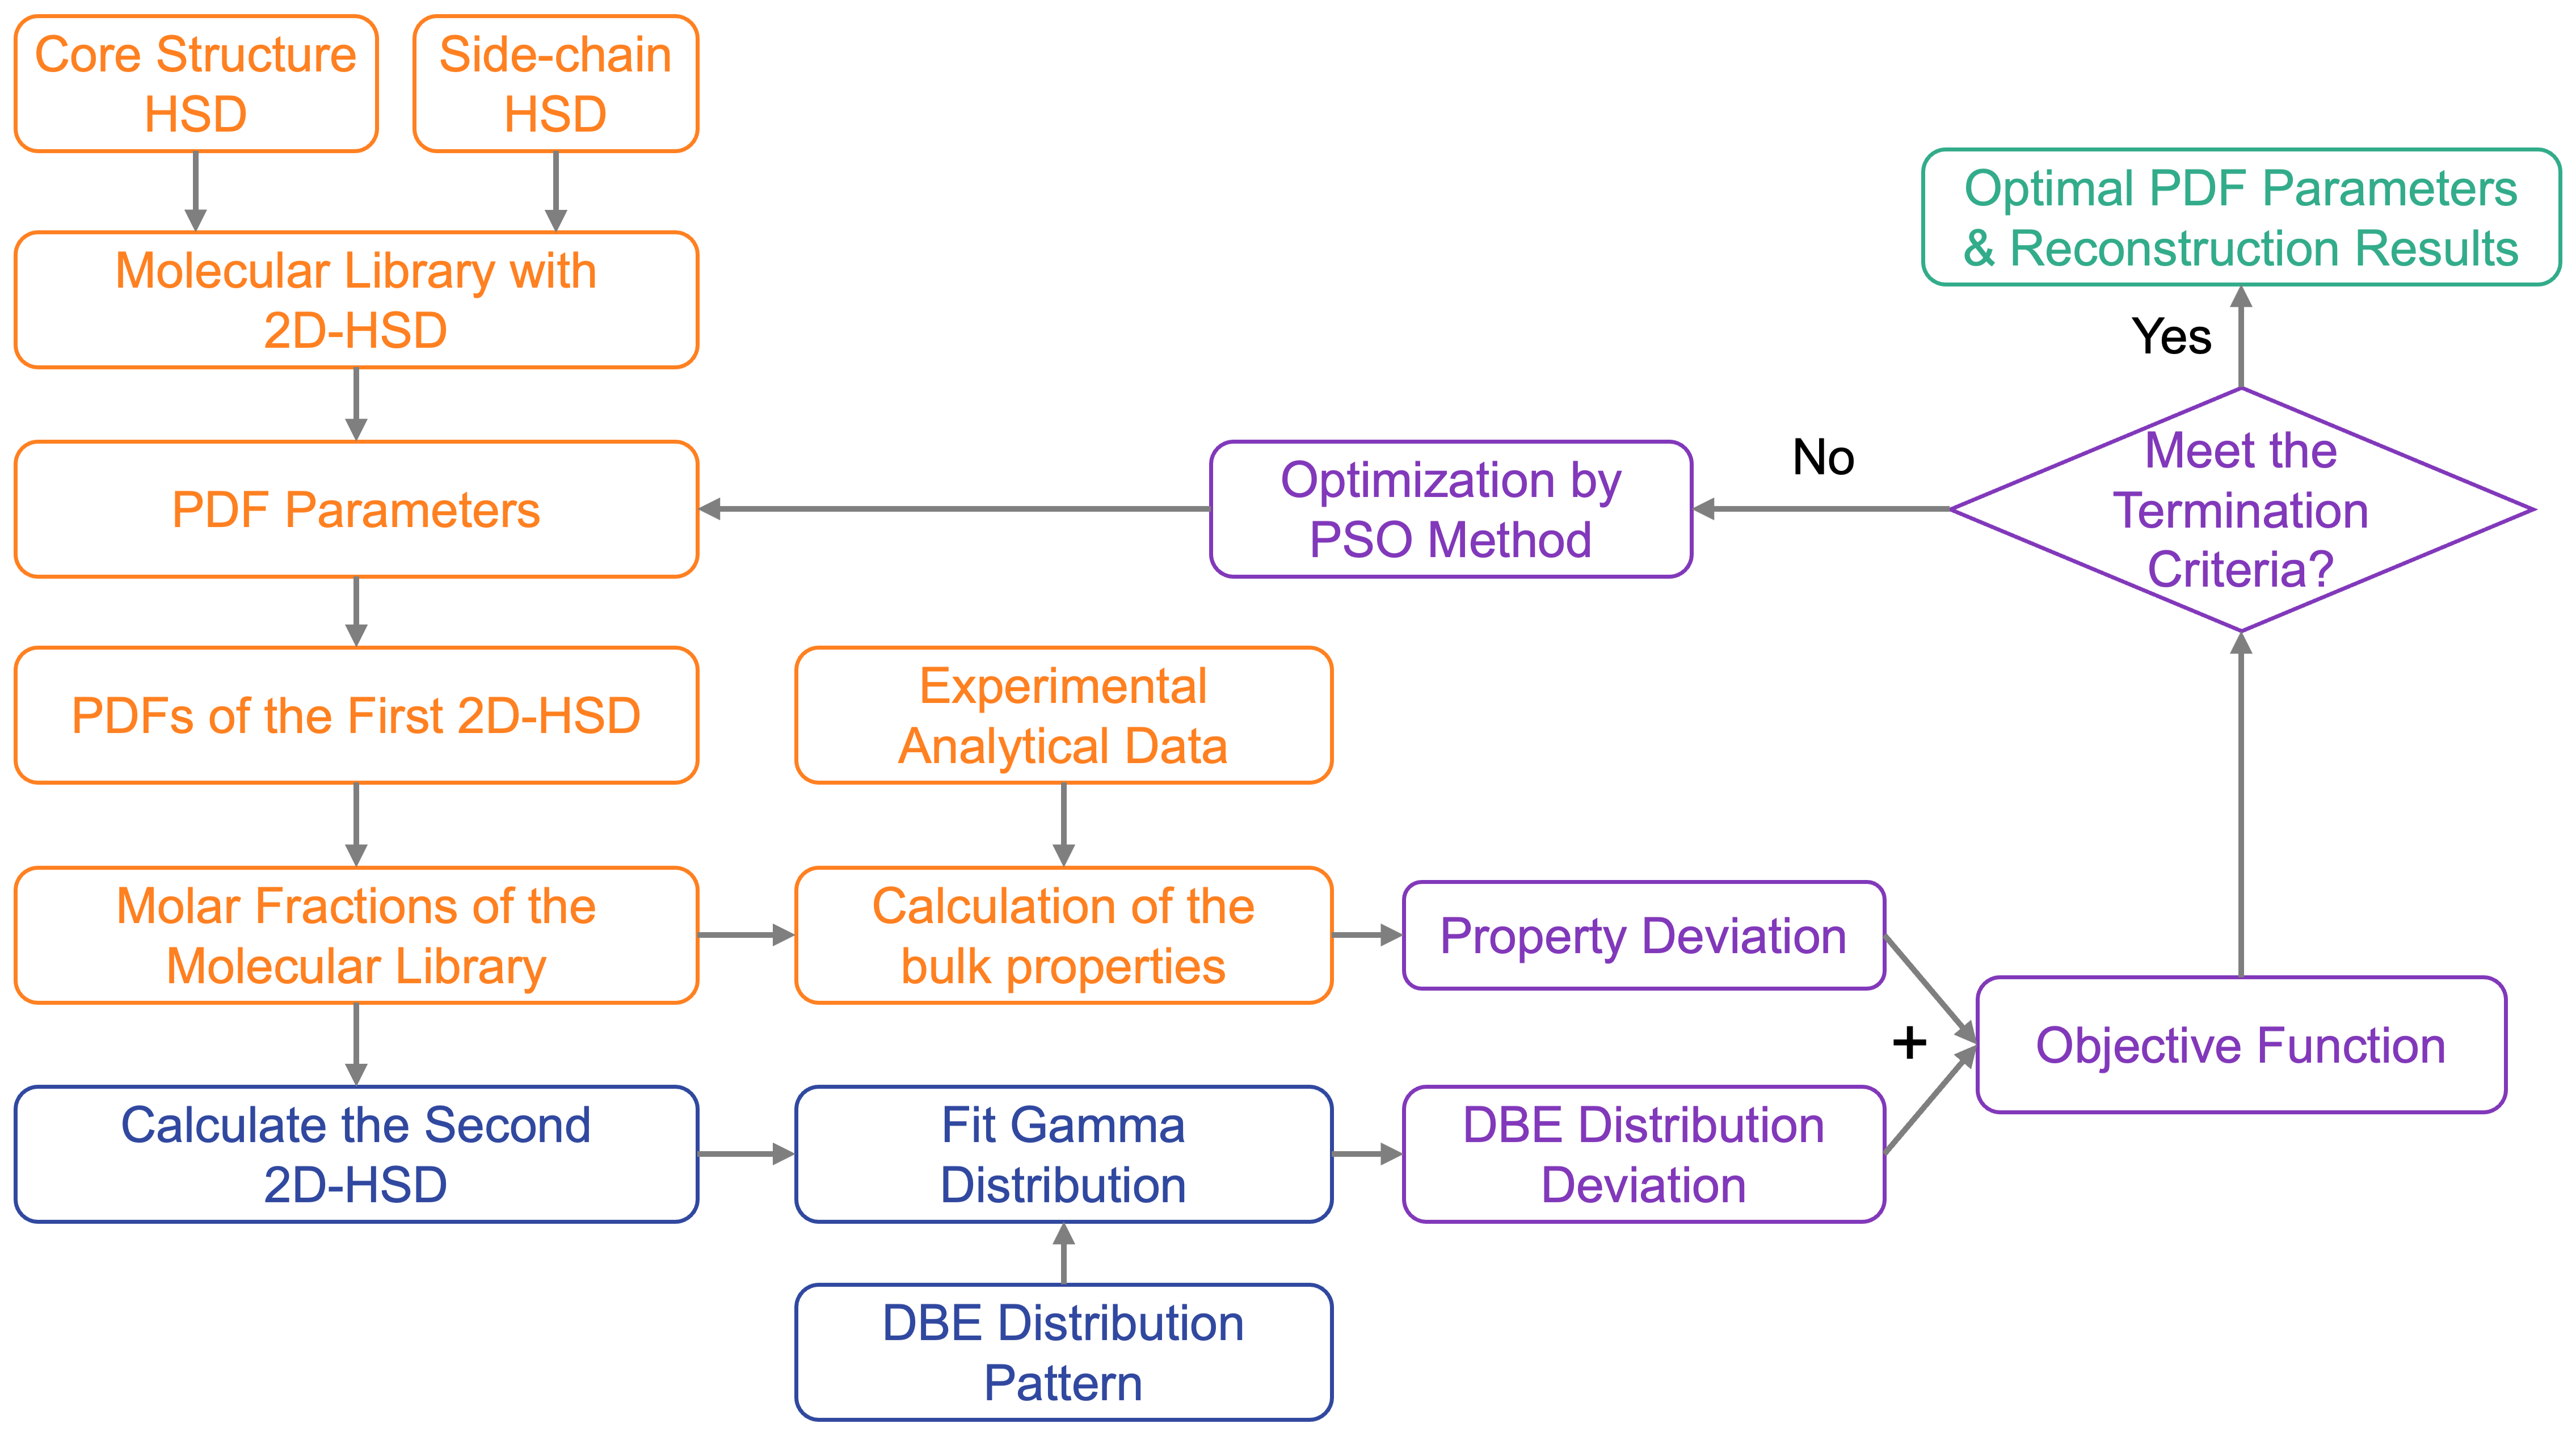 Core Structure
HSD
Side-chain
HSD
Molecular Library with
2D-HSD
PDF Parameters
PDFs of the First 2D-HSD
Molar Fractions of the
Molecular Library
Calculate the Second
2D-HSD
Experimental
Analytical Data
Calculation of the
bulk properties
Fit Gamma
Distribution
DBE Distribution
Pattern
Property Deviation
DBE Distribution
Deviation
+
Objective Function
Meet the
Termination
Criteria?
No
Optimization by
PSO Method
Yes
Optimal PDF Parameters
& Reconstruction Results